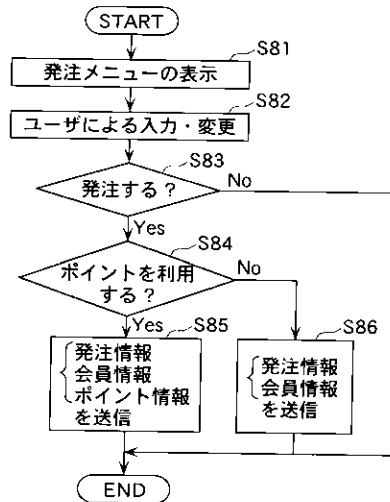 START
S81
発注メニューの表示
S82
ユーザによる入力・変更
S83
発注する？
No
Yes
S84
ポイントを利用
する？
No
Yes
S85
発注情報
会員情報
ポイント情報
を送信
S86
発注情報
会員情報
を送信
END